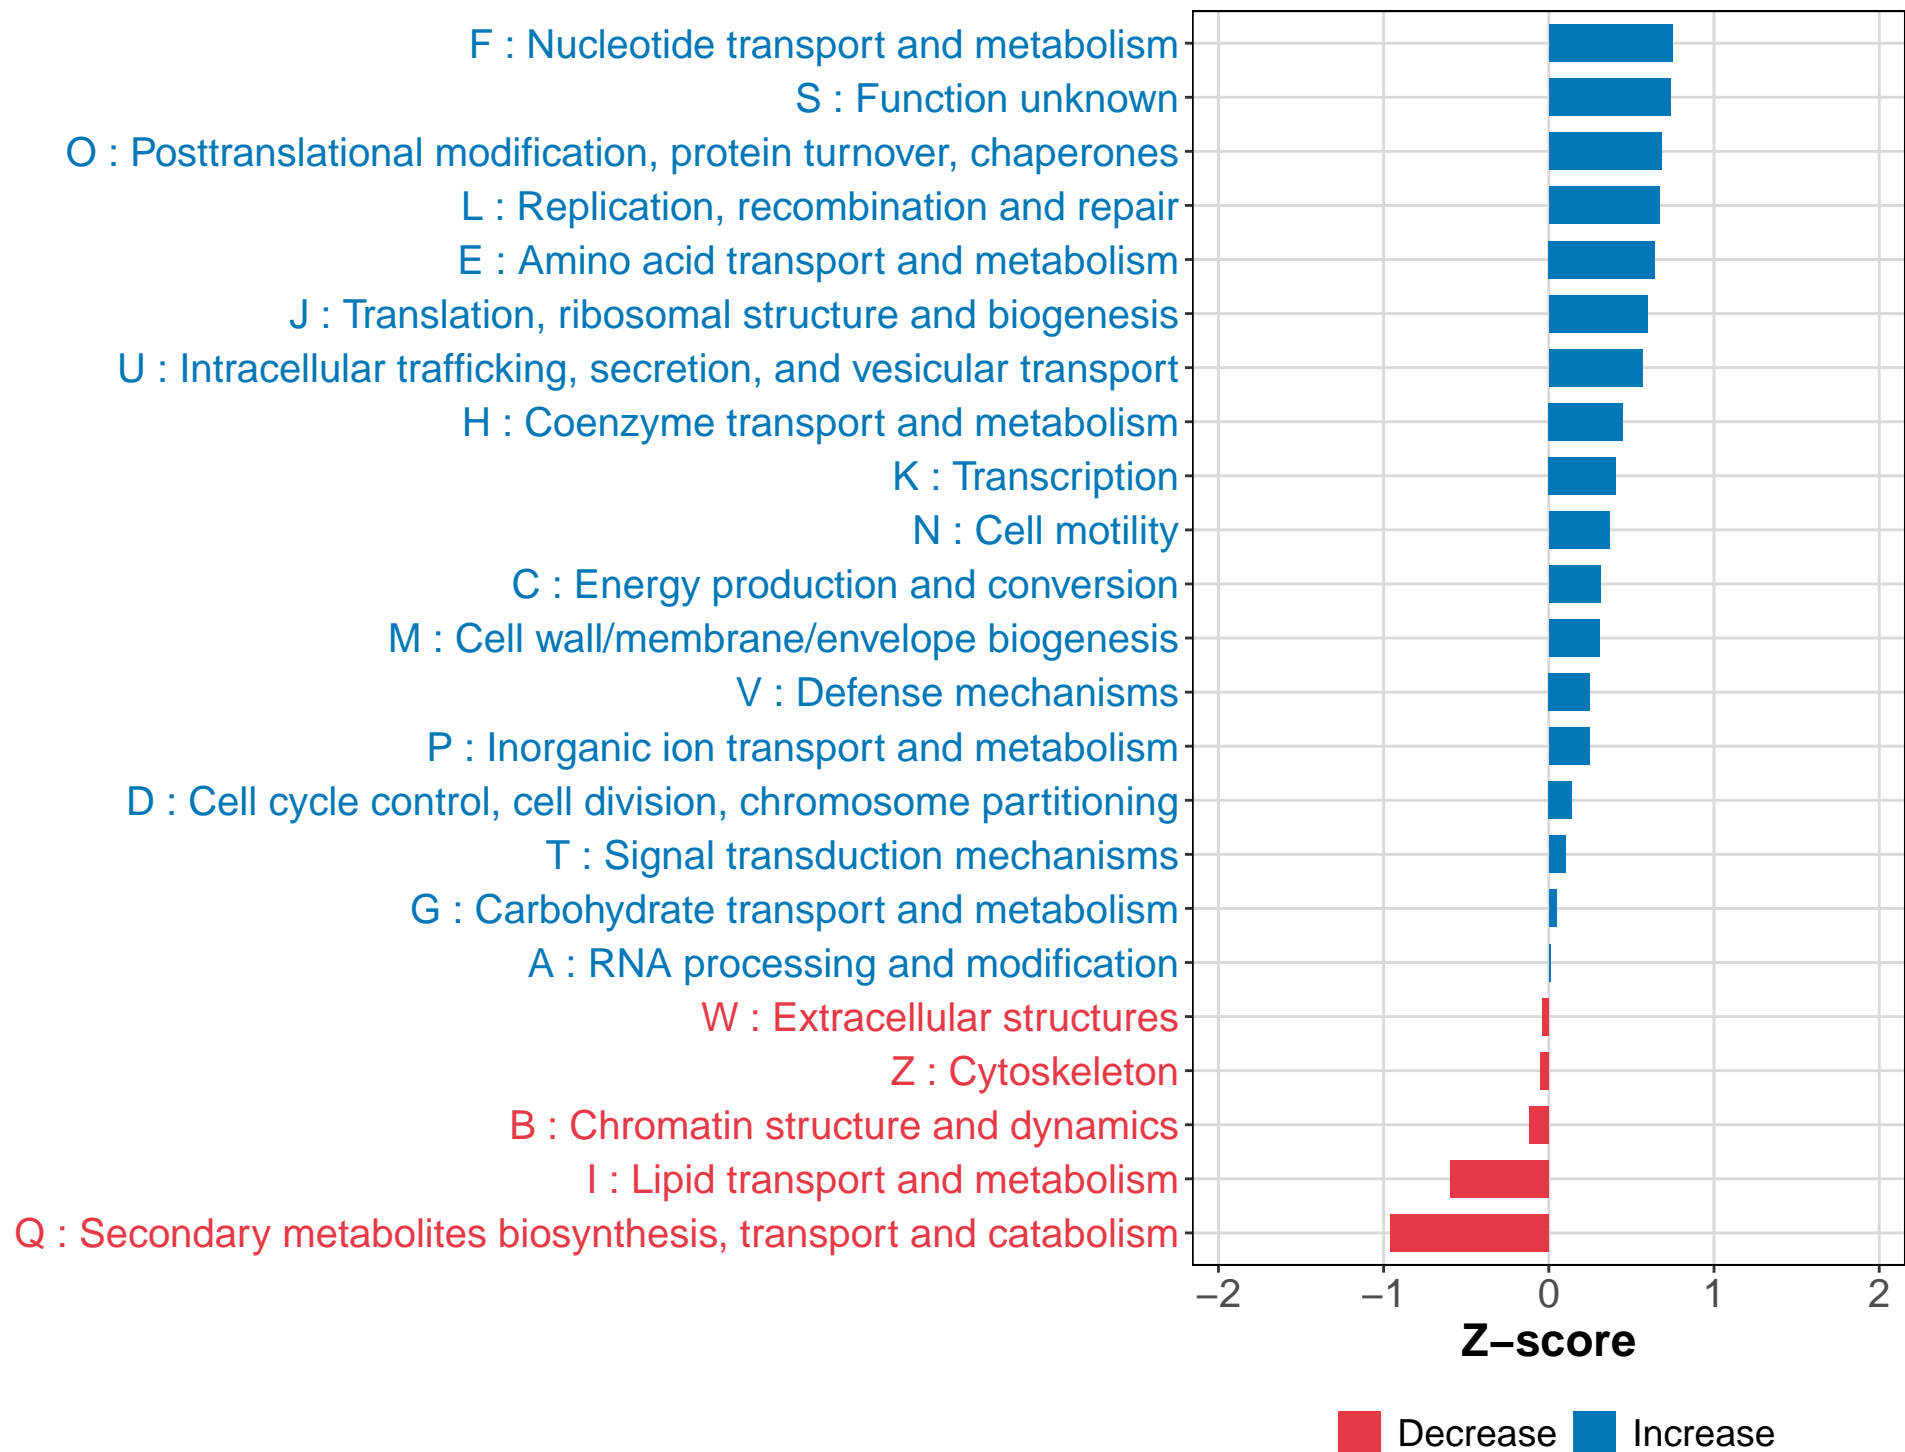 F : Nucleotide transport and metabolism
S : Function unknown
O : Posttranslational modification, protein turnover, chaperones
L : Replication, recombination and repair
E : Amino acid transport and metabolism
J : Translation, ribosomal structure and biogenesis
U : Intracellular trafficking, secretion, and vesicular transport
H : Coenzyme transport and metabolism
K : Transcription
N : Cell motility
C : Energy production and conversion
M : Cell wall/membrane/envelope biogenesis
V : Defense mechanisms
P : Inorganic ion transport and metabolism
D : Cell cycle control, cell division, chromosome partitioning
T : Signal transduction mechanisms
G : Carbohydrate transport and metabolism
A : RNA processing and modification
W : Extracellular structures
Z : Cytoskeleton
B : Chromatin structure and dynamics
I : Lipid transport and metabolism
Q : Secondary metabolites biosynthesis, transport and catabolism
−2 −1 0 1 2
Z−score
Decrease Increase